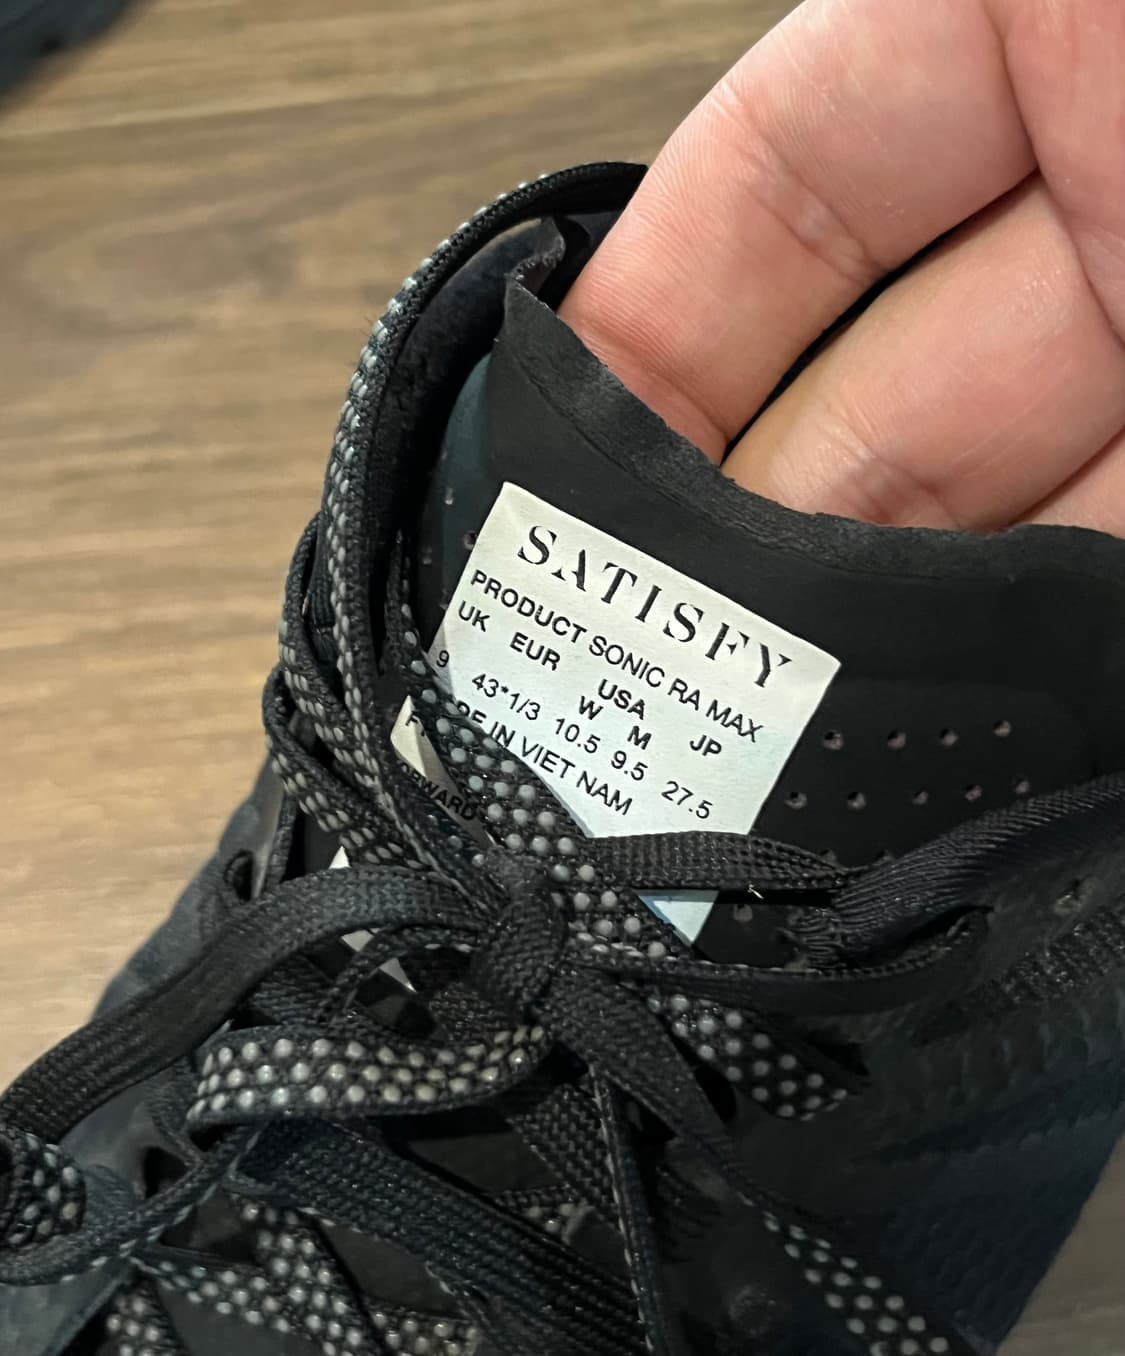 SATISFY
PRODUCT SONIC RA MAX
UK EUR USA JP
W M
9 43*1/3 10.5 9.5 27.5
IN VIET NAM